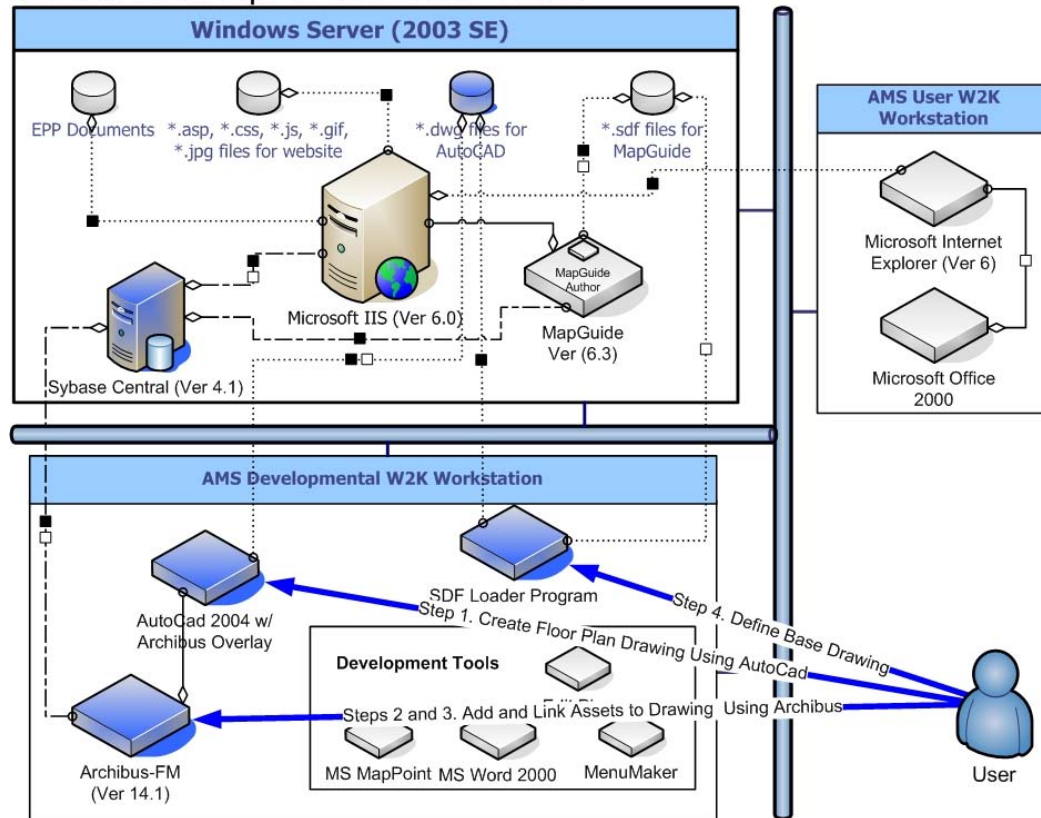 Windows Server (2003 SE)
EPP Documents
*.asp, *.css, *.js, *.gif,
*.jpg files for website
*.dwg files for
AutoCAD
*.sdf files for
MapGuide
Microsoft IIS (Ver 6.0)
MapGuide
Author
MapGuide
Ver (6.3)
Sybase Central (Ver 4.1)
AMS User W2K
Workstation
Microsoft Internet
Explorer (Ver 6)
Microsoft Office
2000
AMS Developmental W2K Workstation
AutoCad 2004 w/
Archibus Overlay
SDF Loader Program
Step 1. Create Floor Plan Drawing Using AutoCad
Step 4. Define Base Drawing
Development Tools
Steps 2 and 3. Add and Link Assets to Drawing Using Archibus
Archibus-FM
(Ver 14.1)
MS MapPoint
MS Word 2000
MenuMaker
User